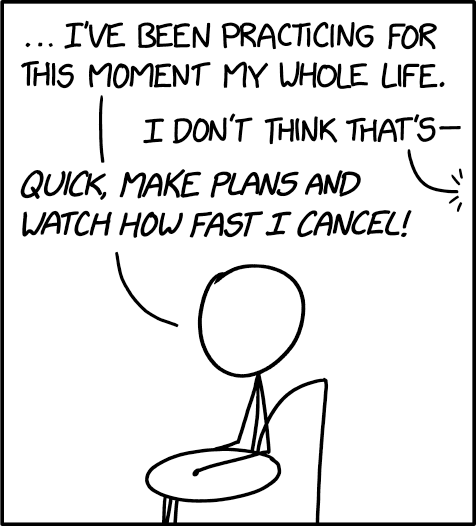 ... I'VE BEEN PRACTICING FOR
THIS MOMENT MY WHOLE LIFE.
I DON'T THINK THAT'S—
QUICK, MAKE PLANS AND
WATCH HOW FAST I CANCEL!